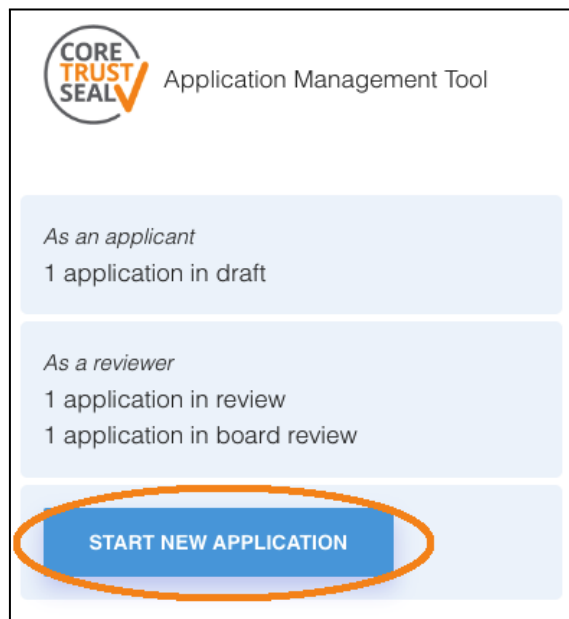 CORE
TRUST
SEAL
Application Management Tool
As an applicant
1 application in draft
As a reviewer
1 application in review
1 application in board review
START NEW APPLICATION